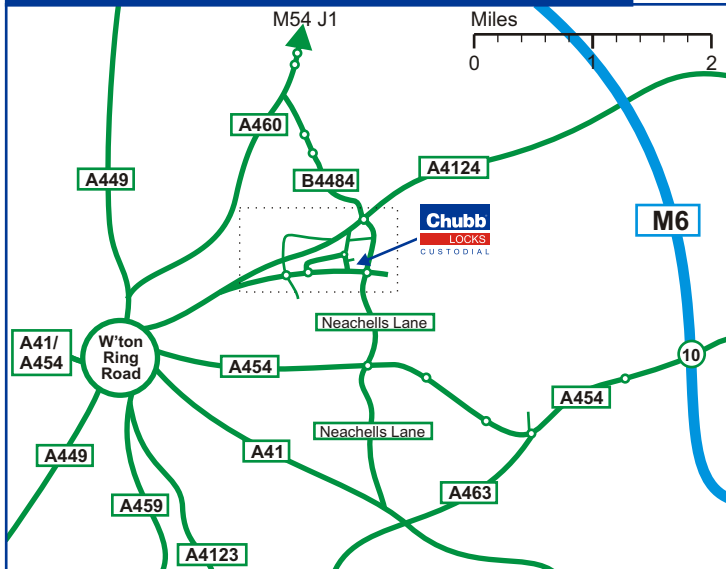 M54 J1
Miles
0
1
2
A460
A4124
A449
B4484
Chubb
LOCKS
CUSTODIAL
M6
Neachells Lane
A41/
A454
W'ton
Ring
Road
10
A454
A454
Neachells Lane
A41
A449
A463
A459
A4123